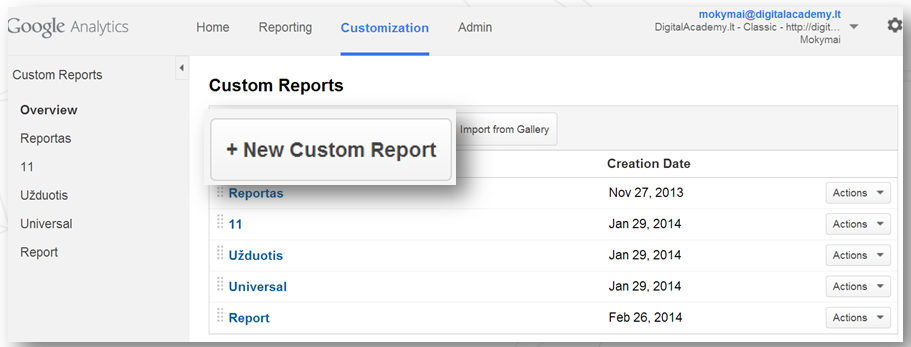 Google Analytics
Home Reporting Customization Admin
mokymai@digitalacademy.lt
DigitalAcademy.lt - Classic - http://digit...
Mokymai
Custom Reports
Overview
Reportas
11
Užduotis
Universal
Report
Custom Reports
+ New Custom Report
Import from Gallery
Creation Date
Reportas Nov 27, 2013 Actions
11 Jan 29, 2014 Actions
Užduotis Jan 29, 2014 Actions
Universal Jan 29, 2014 Actions
Report Feb 26, 2014 Actions